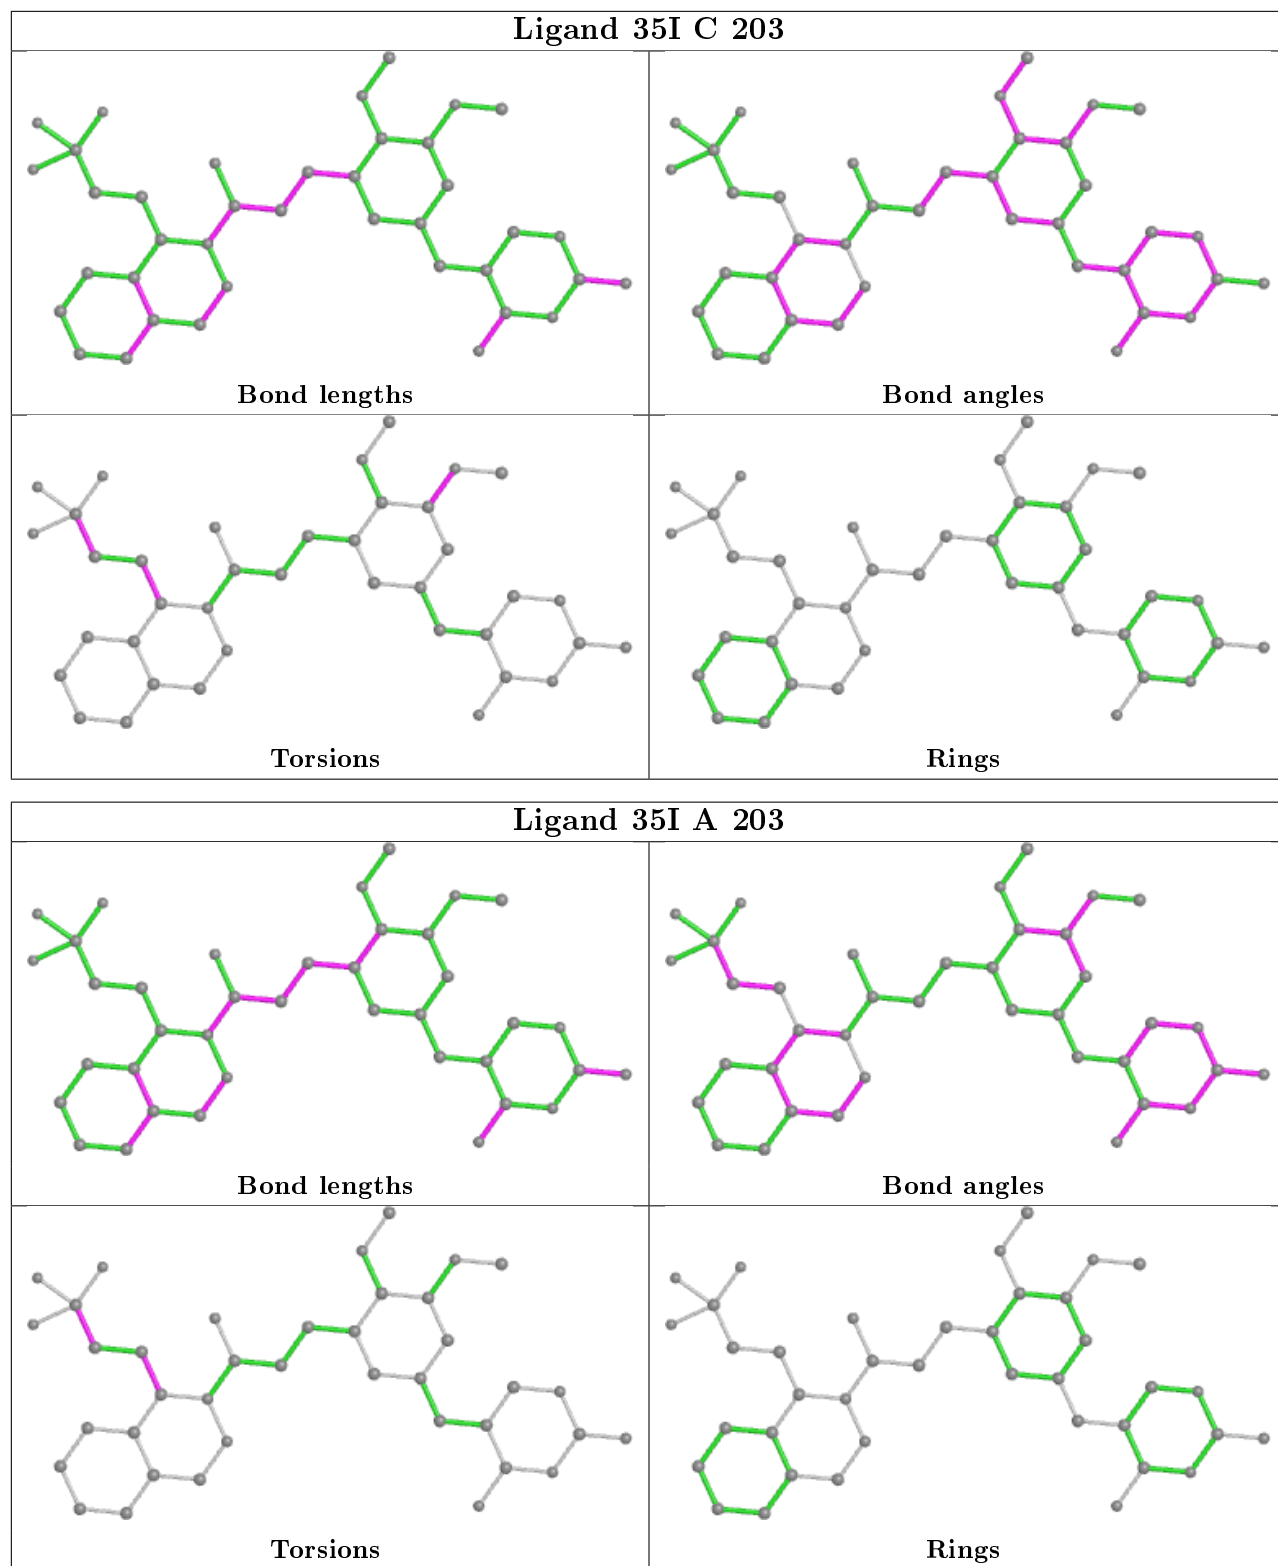 Ligand 35I C 203
Bond lengths
Bond angles
Torsions
Rings
Ligand 35I A 203
Bond lengths
Bond angles
Torsions
Rings